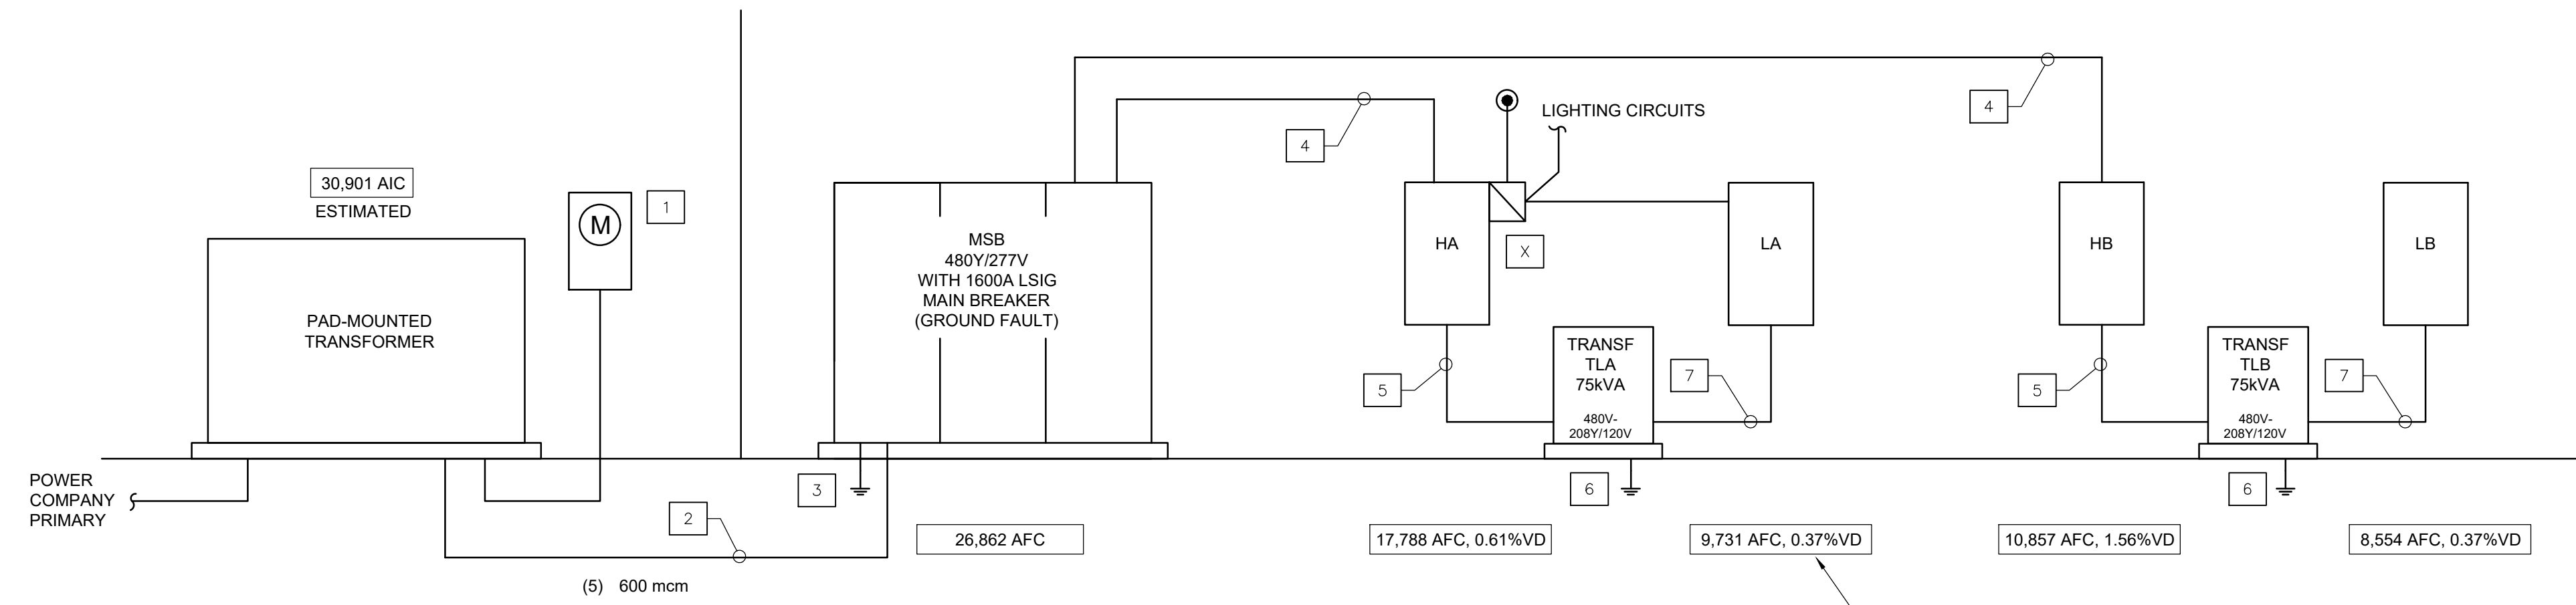 30,901 AIC
ESTIMATED
PAD-MOUNTED
TRANSFORMER
M
1
POWER
COMPANY
PRIMARY
2
(5) 600 mcm
MSB
480Y/277V
WITH 1600A LSIG
MAIN BREAKER
(GROUND FAULT)
3
26,862 AFC
4
LIGHTING CIRCUITS
HA
X
LA
5
TRANSF
TLA
75kVA
480V-
208Y/120V
7
6
17,788 AFC, 0.61%VD
9,731 AFC, 0.37%VD
4
HB
LB
5
TRANSF
TLB
75kVA
480V-
208Y/120V
7
6
10,857 AFC, 1.56%VD
8,554 AFC, 0.37%VD